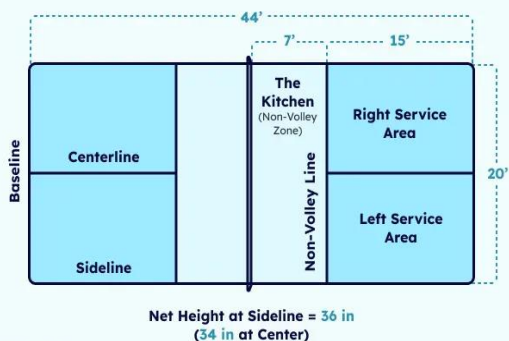 44’
7’
15’
The
Kitchen
(Non-Volley
Zone)
Right Service
Area
Centerline
Baseline
Non-Volley Line
20’
Left Service
Area
Sideline
Net Height at Sideline = 36 in
(34 in at Center)